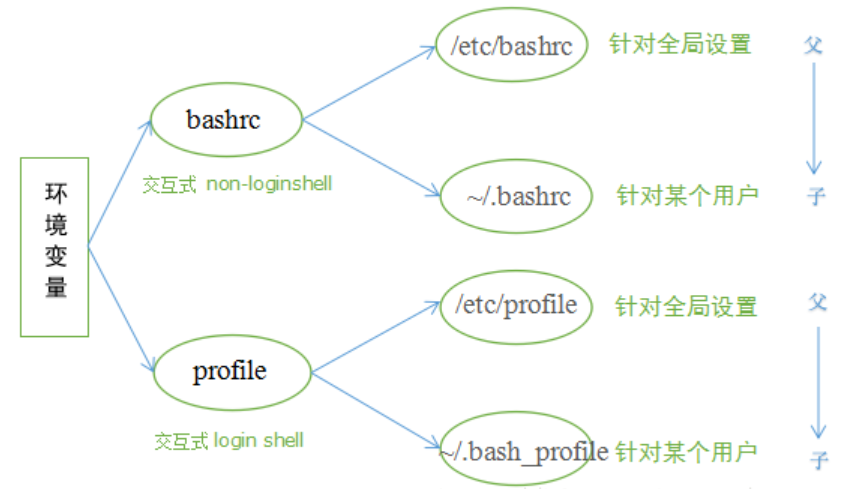 /etc/bashrc 针对全局设置 父
bashrc
交互式 non-loginshell
~/.bashrc 针对某个用户 子
环境变量
/etc/profile 针对全局设置 父
profile
交互式 login shell
~/.bash_profile 针对某个用户 子